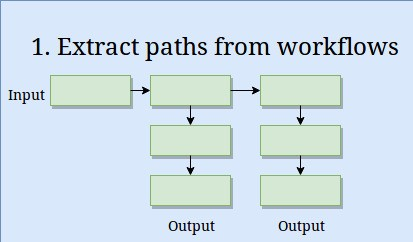 1. Extract paths from workflows
Input
Output
Output